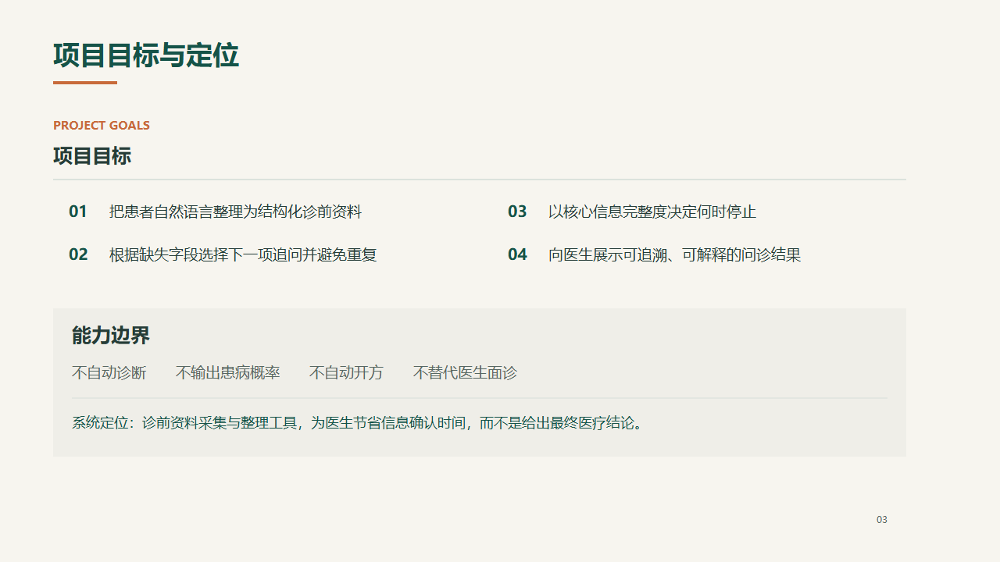 项目目标与定位
PROJECT GOALS
项目目标
01 把患者自然语言整理为结构化诊前资料
02 根据缺失字段选择下一项追问并避免重复
03 以核心信息完整度决定何时停止
04 向医生展示可追溯、可解释的问诊结果
能力边界
不自动诊断 不输出患病概率 不自动开方 不替代医生面诊
系统定位：诊前资料采集与整理工具，为医生节省信息确认时间，而不是给出最终医疗结论。
03